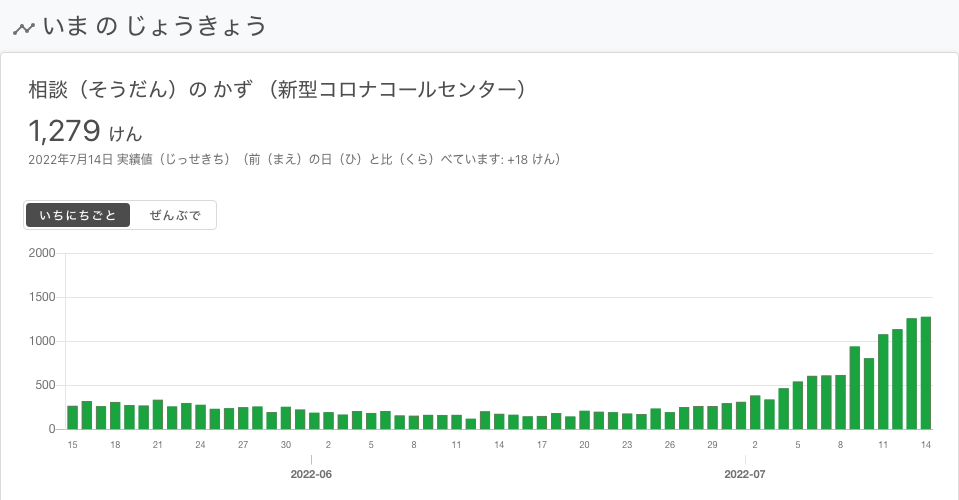 いま の じょうきょう
相談（そうだん）の かず （新型コロナコールセンター）
1,279 けん
2022年7月14日 実績値（じっせきち）（前（まえ）の日（ひ）と比（くら）べています: +18 けん）
いちにちごと ぜんぶで
2000
1500
1000
500
0
15 18 21 24 27 30 2 5 8 11 14 17 20 23 26 29 2 5 8 11 14
2022-06 2022-07